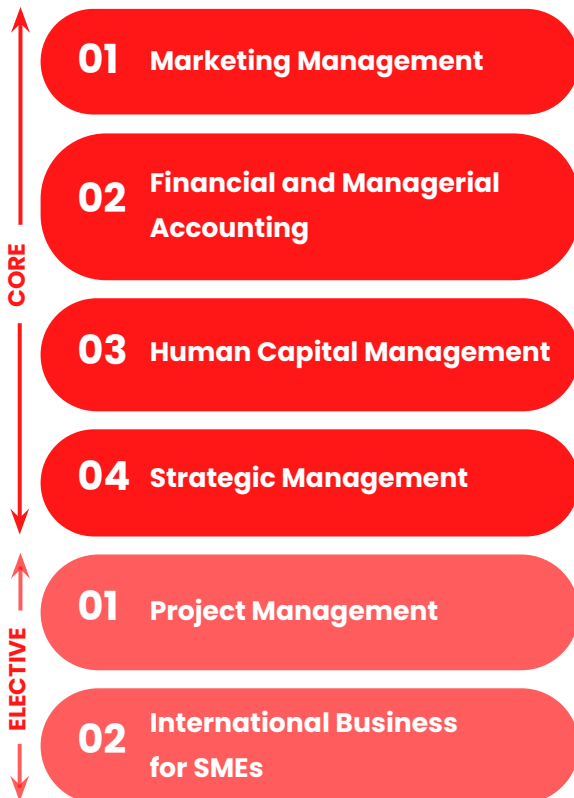 CORE
01 Marketing Management
02 Financial and Managerial
Accounting
03 Human Capital Management
04 Strategic Management
ELECTIVE
01 Project Management
02 International Business
for SMEs